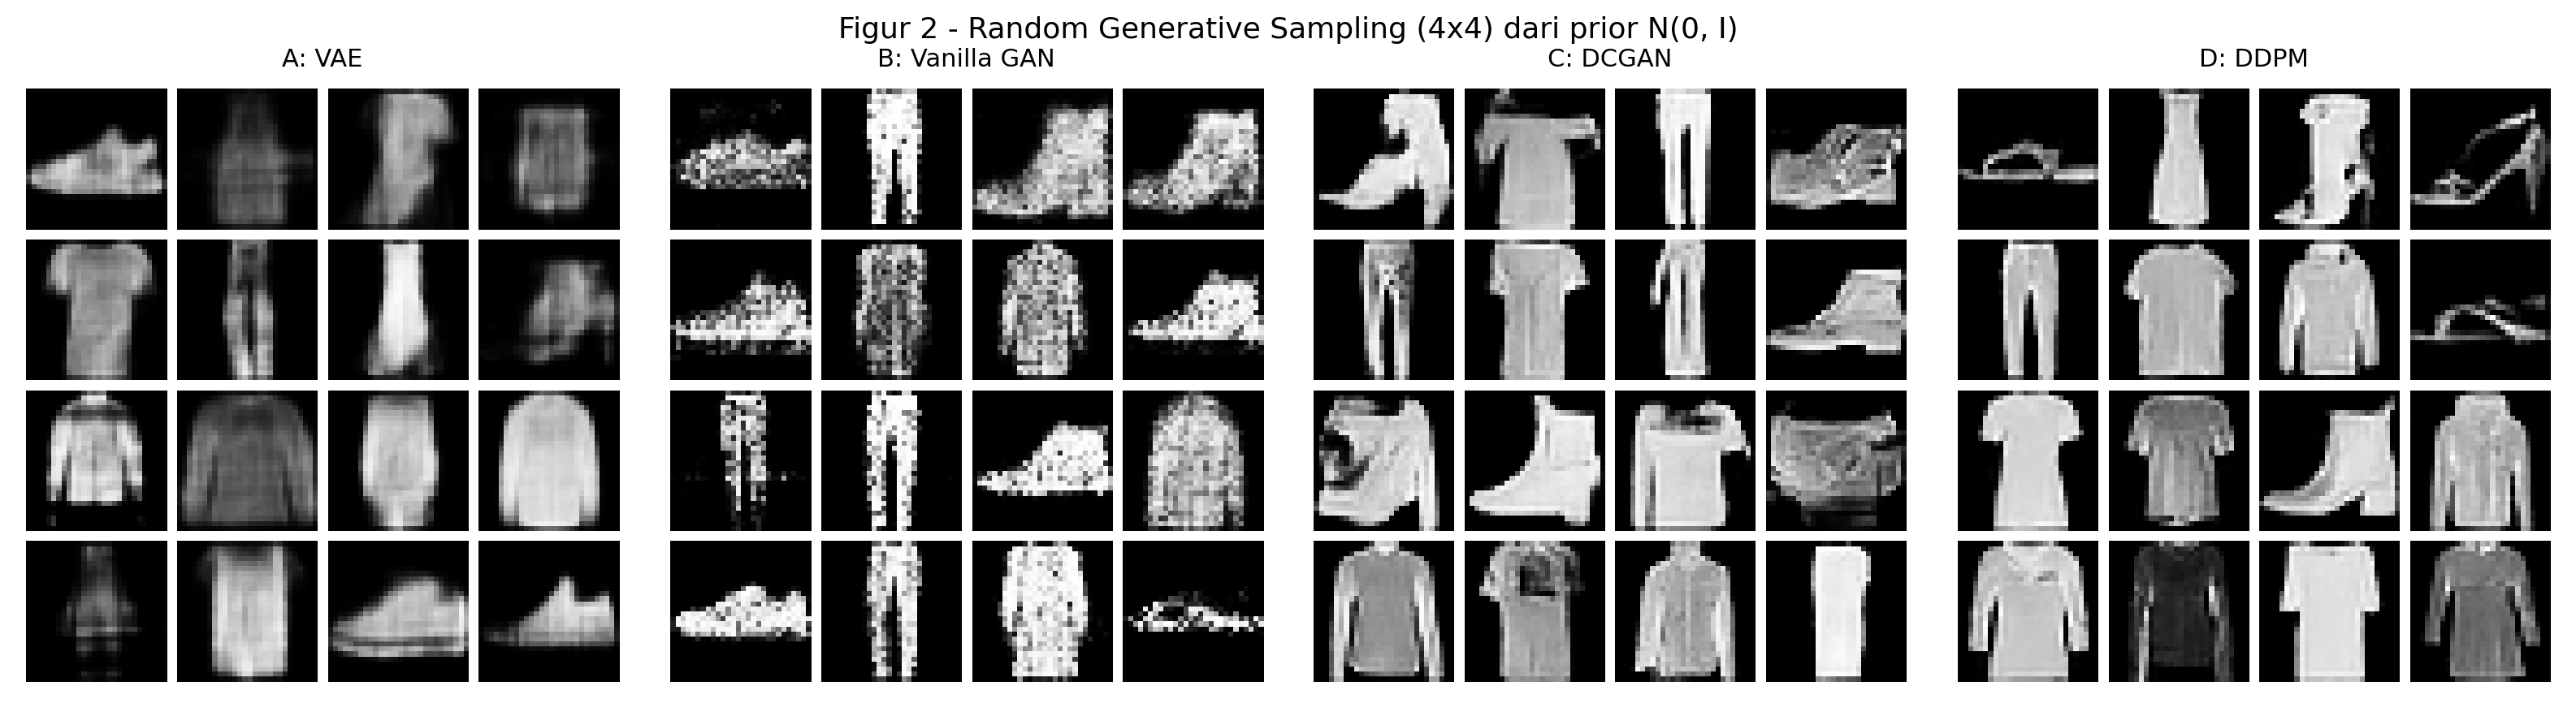 Figur 2 - Random Generative Sampling (4x4) dari prior N(0, I)
A: VAE
B: Vanilla GAN
C: DCGAN
D: DDPM